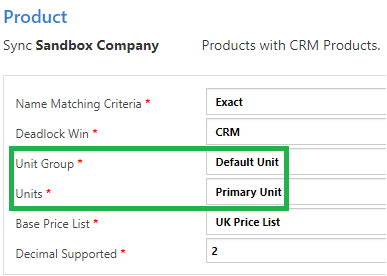 Product
Sync Sandbox Company Products with CRM Products.
Name Matching Criteria * Exact
Deadlock Win * CRM
Unit Group * Default Unit
Units * Primary Unit
Base Price List * UK Price List
Decimal Supported * 2